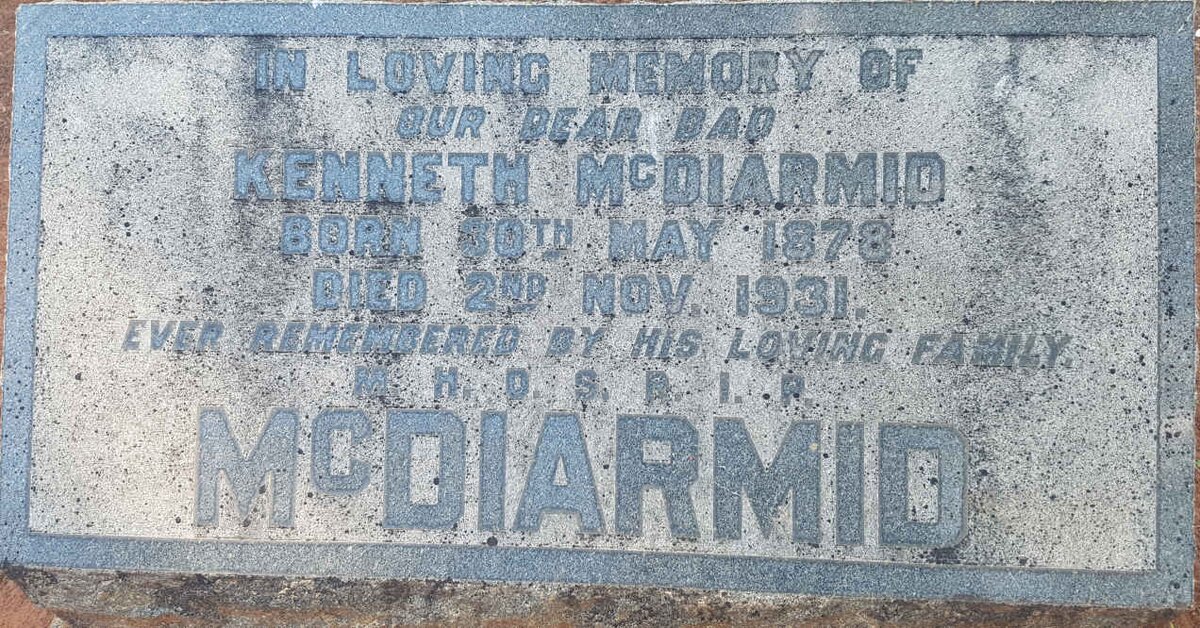 IN LOVING MEMORY OF
OUR DEAR DAD
KENNETH McDIARMID
BORN 30TH MAY 1878
DIED 2ND NOV. 1931.
EVER REMEMBERED BY HIS LOVING FAMILY.
M. H. O. S. R. I. P.
McDIARMID